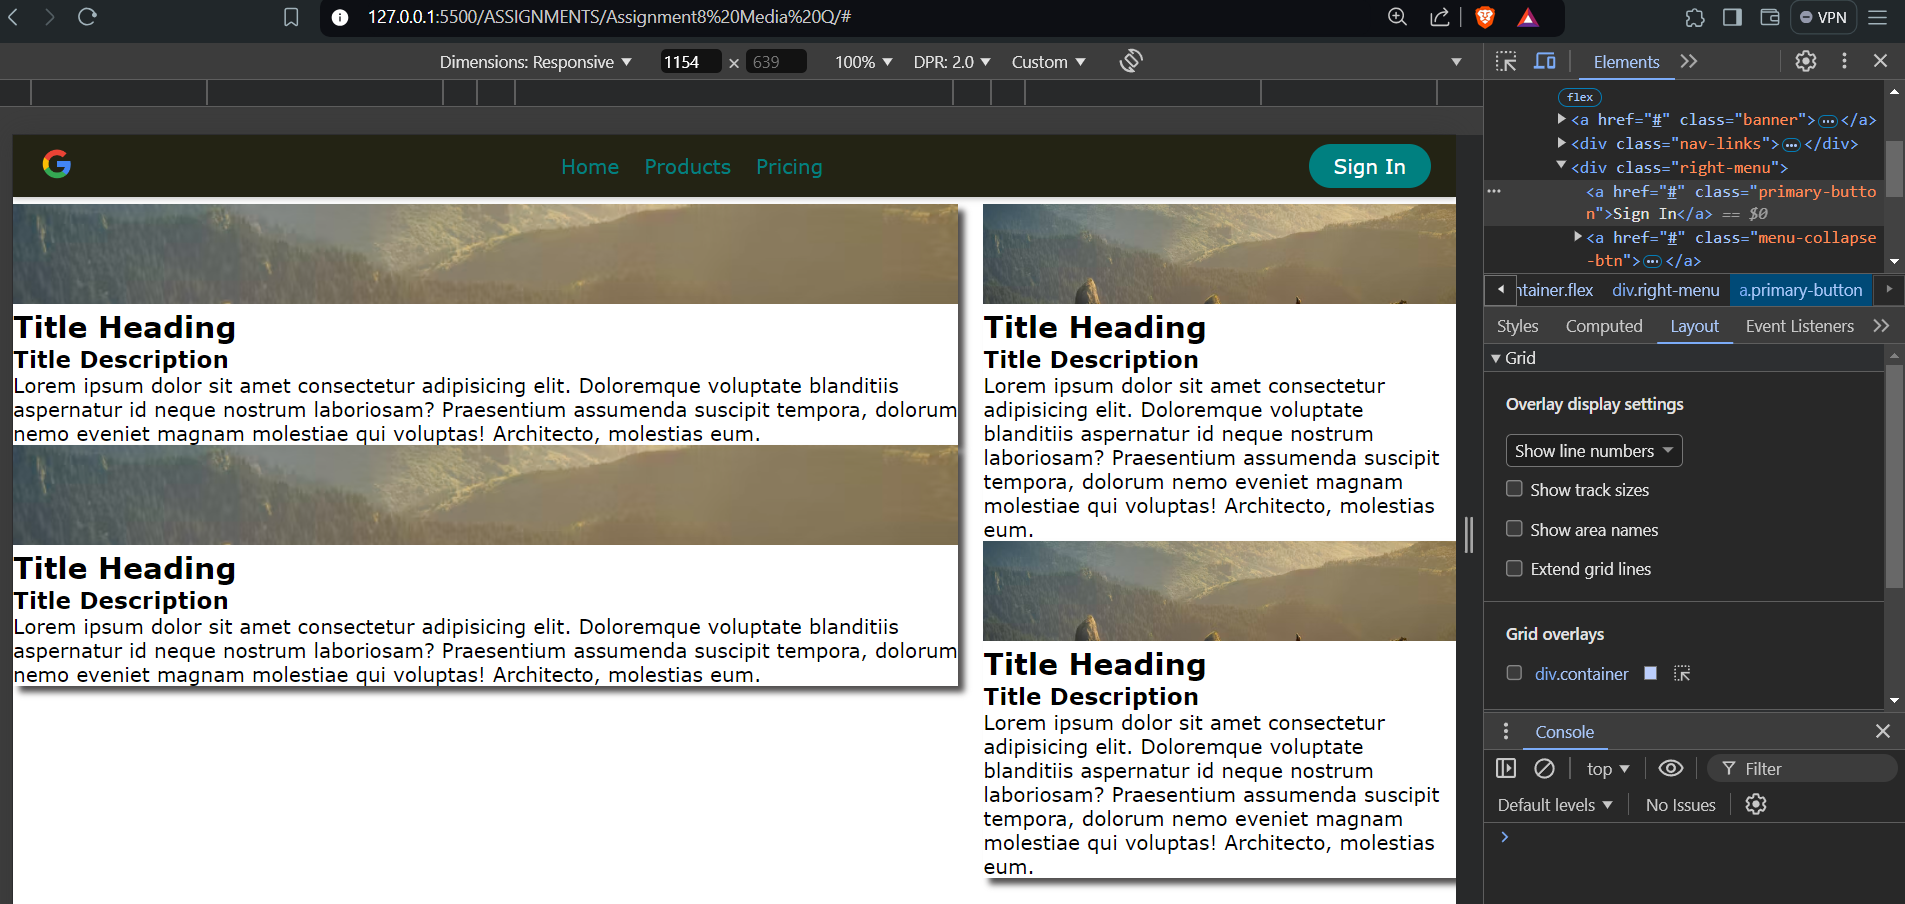 127.0.0.1:5500/ASSIGNMENTS/Assignment8%20Media%20Q/#
VPN
Dimensions: Responsive
1154 × 639
100%
DPR: 2.0
Custom
Home Products Pricing
Sign In
Title Heading
Title Description
Lorem ipsum dolor sit amet consectetur adipisicing elit. Doloremque voluptate blanditiis
aspernatur id neque nostrum laboriosam? Praesentium assumenda suscipit tempora, dolorum
nemo eveniet magnam molestiae qui voluptas! Architecto, molestias eum.
Title Heading
Title Description
Lorem ipsum dolor sit amet consectetur adipisicing elit. Doloremque voluptate blanditiis
aspernatur id neque nostrum laboriosam? Praesentium assumenda suscipit tempora, dolorum
nemo eveniet magnam molestiae qui voluptas! Architecto, molestias eum.
Title Heading
Title Description
Lorem ipsum dolor sit amet consectetur
adipisicing elit. Doloremque voluptate
blanditiis aspernatur id neque nostrum
laboriosam? Praesentium assumenda suscipit
tempora, dolorum nemo eveniet magnam
molestiae qui voluptas! Architecto, molestias
eum.
Title Heading
Title Description
Lorem ipsum dolor sit amet consectetur
adipisicing elit. Doloremque voluptate
blanditiis aspernatur id neque nostrum
laboriosam? Praesentium assumenda suscipit
tempora, dolorum nemo eveniet magnam
molestiae qui voluptas! Architecto, molestias
eum.
Elements
flex
<a href="#" class="banner">…</a>
<div class="nav-links">…</div>
<div class="right-menu">
<a href="#" class="primary-butto
n">Sign In</a> == $0
<a href="#" class="menu-collapse
-btn">…</a>
ntainer.flex div.right-menu a.primary-button
Styles Computed Layout Event Listeners
Grid
Overlay display settings
Show line numbers
Show track sizes
Show area names
Extend grid lines
Grid overlays
div.container
Console
top
Filter
Default levels
No Issues